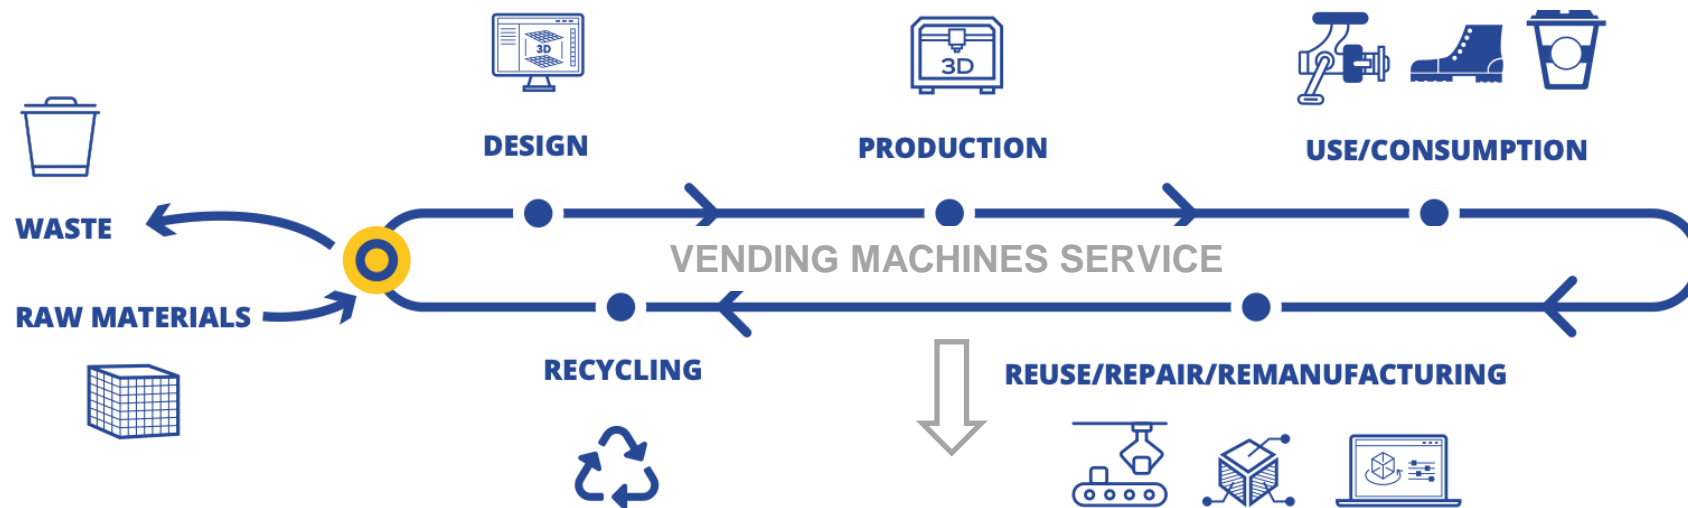 3D
3D
DESIGN
PRODUCTION
USE/CONSUMPTION
WASTE
VENDING MACHINES SERVICE
RAW MATERIALS
RECYCLING
REUSE/REPAIR/REMANUFACTURING